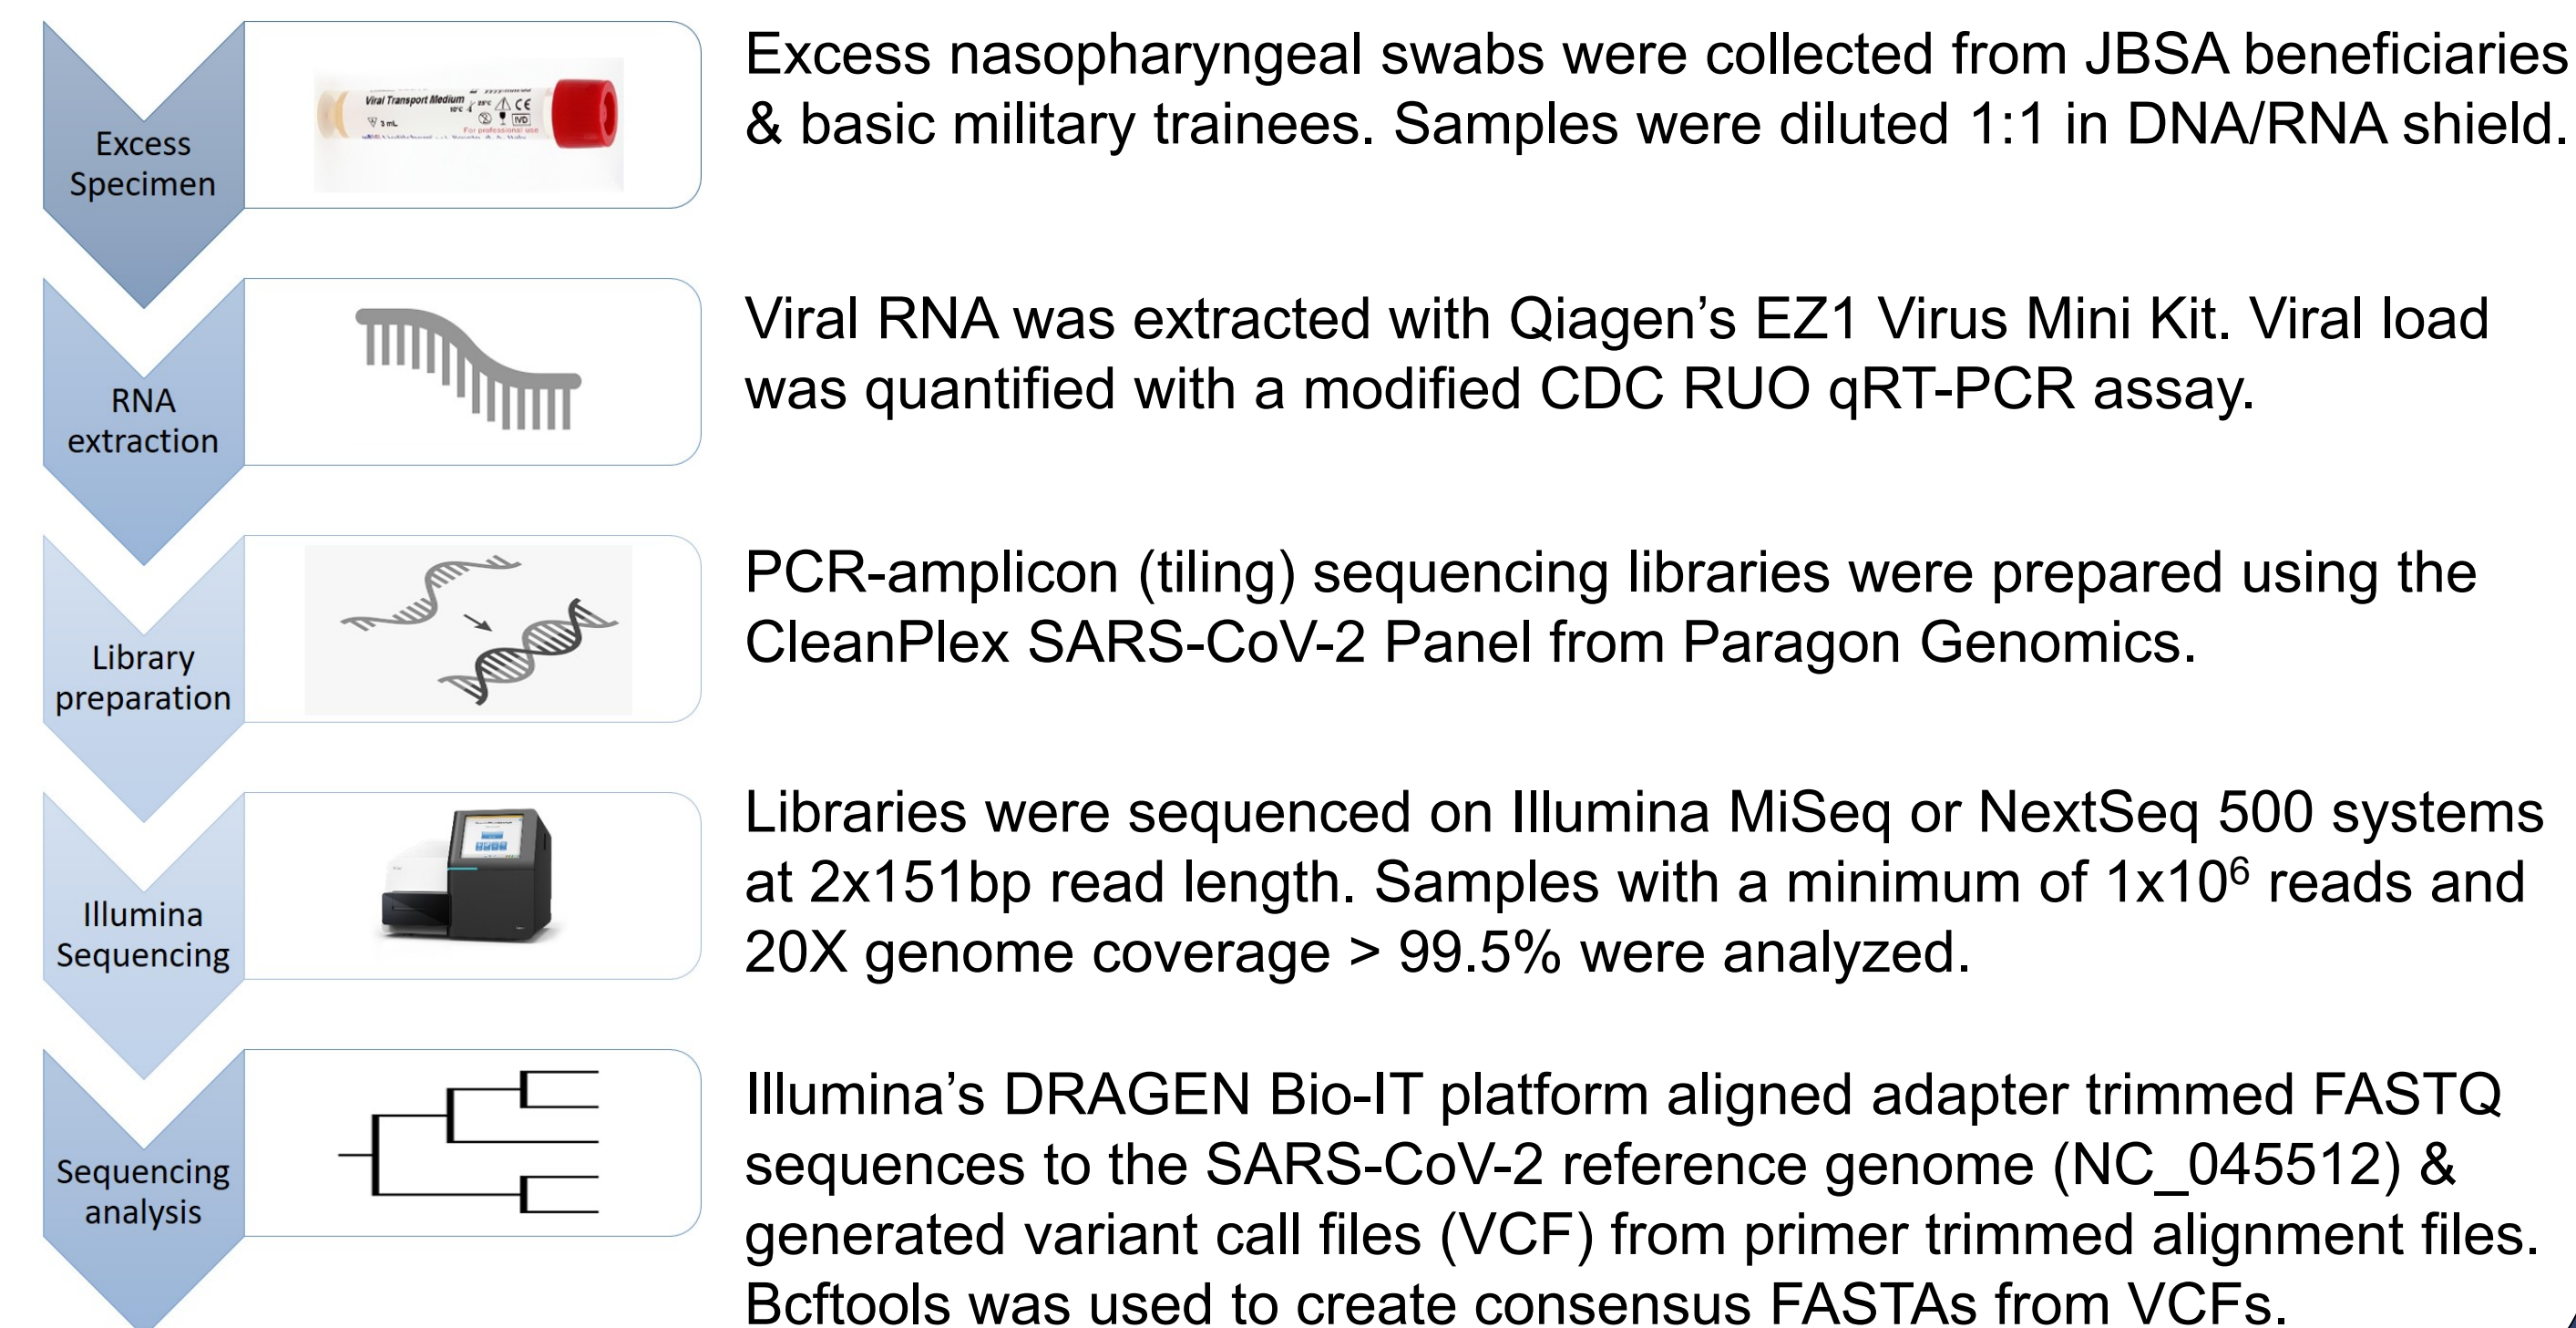 Excess
Specimen
Viral Transport Medium
For professional use
3 mL
IVD
Excess nasopharyngeal swabs were collected from JBSA beneficiaries
& basic military trainees. Samples were diluted 1:1 in DNA/RNA shield.
RNA
extraction
Viral RNA was extracted with Qiagen’s EZ1 Virus Mini Kit. Viral load
was quantified with a modified CDC RUO qRT-PCR assay.
Library
preparation
PCR-amplicon (tiling) sequencing libraries were prepared using the
CleanPlex SARS-CoV-2 Panel from Paragon Genomics.
Illumina
Sequencing
Libraries were sequenced on Illumina MiSeq or NextSeq 500 systems
at 2x151bp read length. Samples with a minimum of 1x10⁶ reads and
20X genome coverage > 99.5% were analyzed.
Sequencing
analysis
Illumina’s DRAGEN Bio-IT platform aligned adapter trimmed FASTQ
sequences to the SARS-CoV-2 reference genome (NC_045512) &
generated variant call files (VCF) from primer trimmed alignment files.
Bcftools was used to create consensus FASTAs from VCFs.